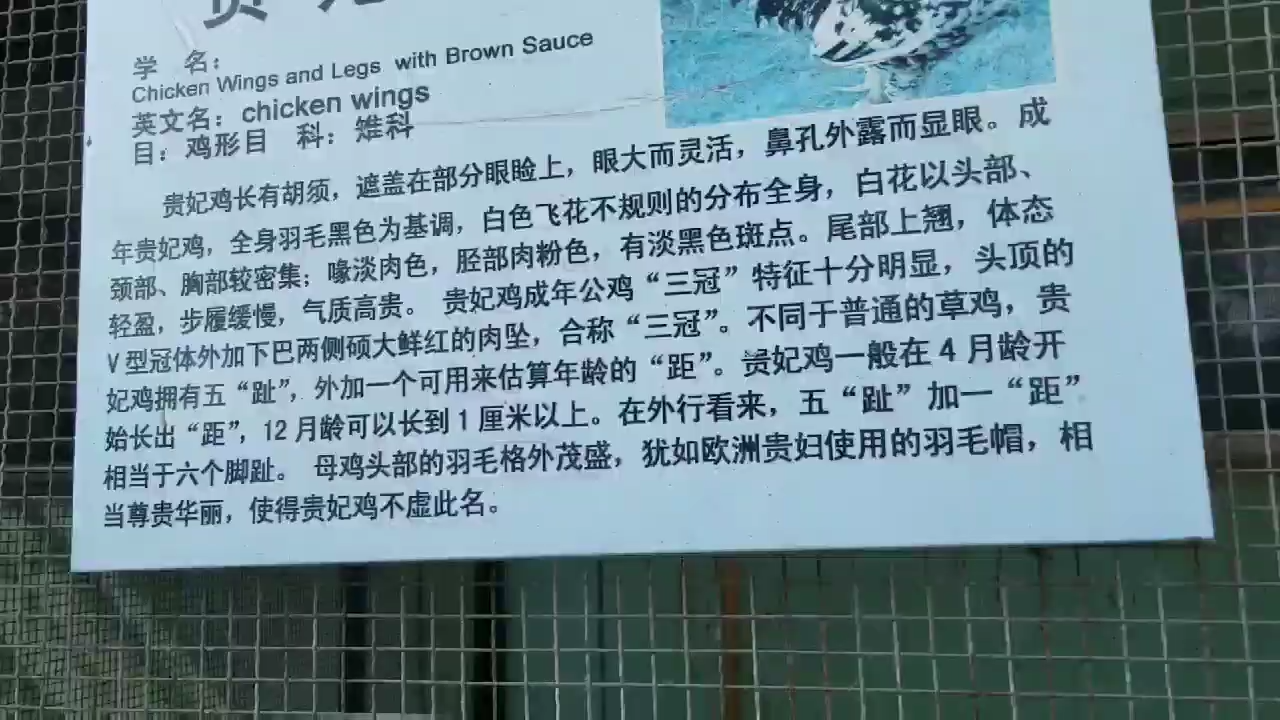 学 名：
Chicken Wings and Legs with Brown Sauce
英文名：chicken wings
目：鸡形目 科：雉科
贵妃鸡长有胡须，遮盖在部分眼睑上，眼大而灵活，鼻孔外露而显眼。成
年贵妃鸡，全身羽毛黑色为基调，白色飞花不规则的分布全身，白花以头部、
颈部、胸部较密集；喙淡肉色，胫部肉粉色，有淡黑色斑点。尾部上翘，体态
轻盈，步履缓慢，气质高贵。 贵妃鸡成年公鸡“三冠”特征十分明显，头顶的
V型冠体外加下巴两侧硕大鲜红的肉坠，合称“三冠”。不同于普通的草鸡，贵
妃鸡拥有五“趾”，外加一个可用来估算年龄的“距”。贵妃鸡一般在4月龄开
始长出“距”，12月龄可以长到1厘米以上。在外行看来，五“趾”加一“距”
相当于六个脚趾。 母鸡头部的羽毛格外茂盛，犹如欧洲贵妇使用的羽毛帽，相
当尊贵华丽，使得贵妃鸡不虚此名。